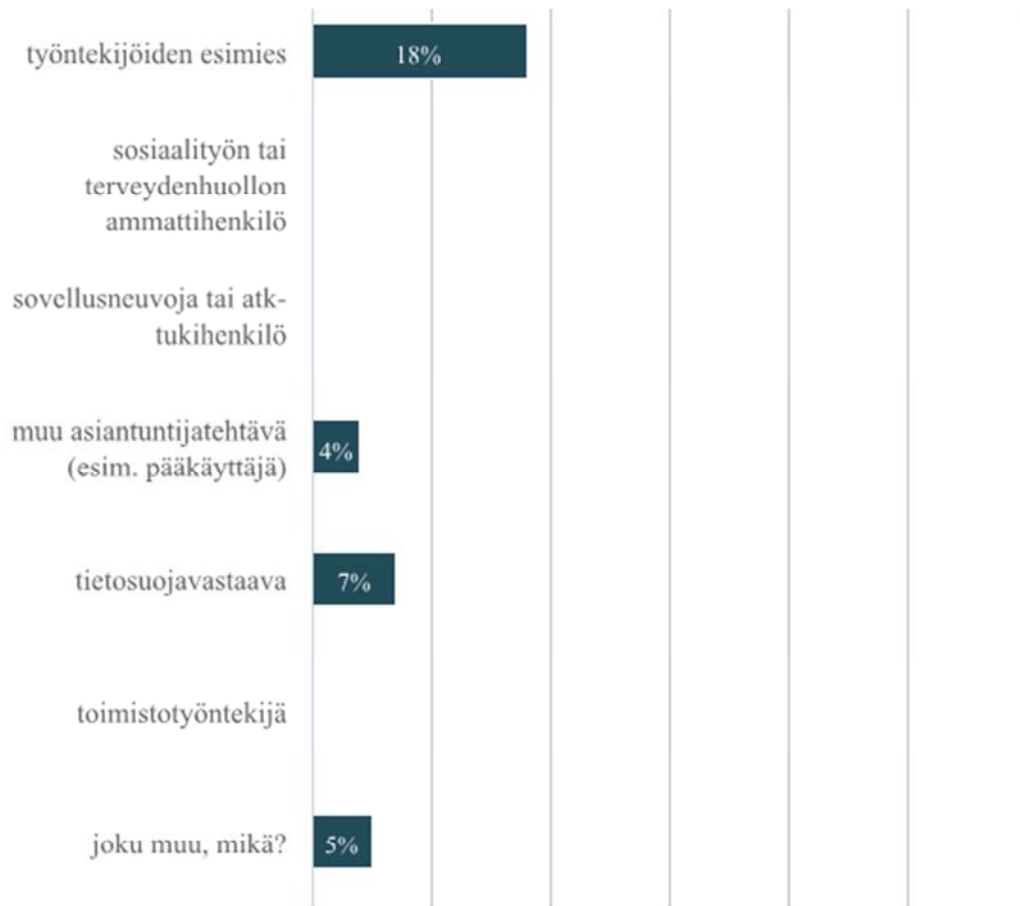 työntekijöiden esimies
18%
sosiaalityön tai
terveydenhuollon
ammattihenkilö
sovellusneuvoja tai atk-
tukihenkilö
muu asiantuntijatehtävä
(esim. pääkäyttäjä)
4%
tietosuojavastaava
7%
toimistotyöntekijä
joku muu, mikä?
5%